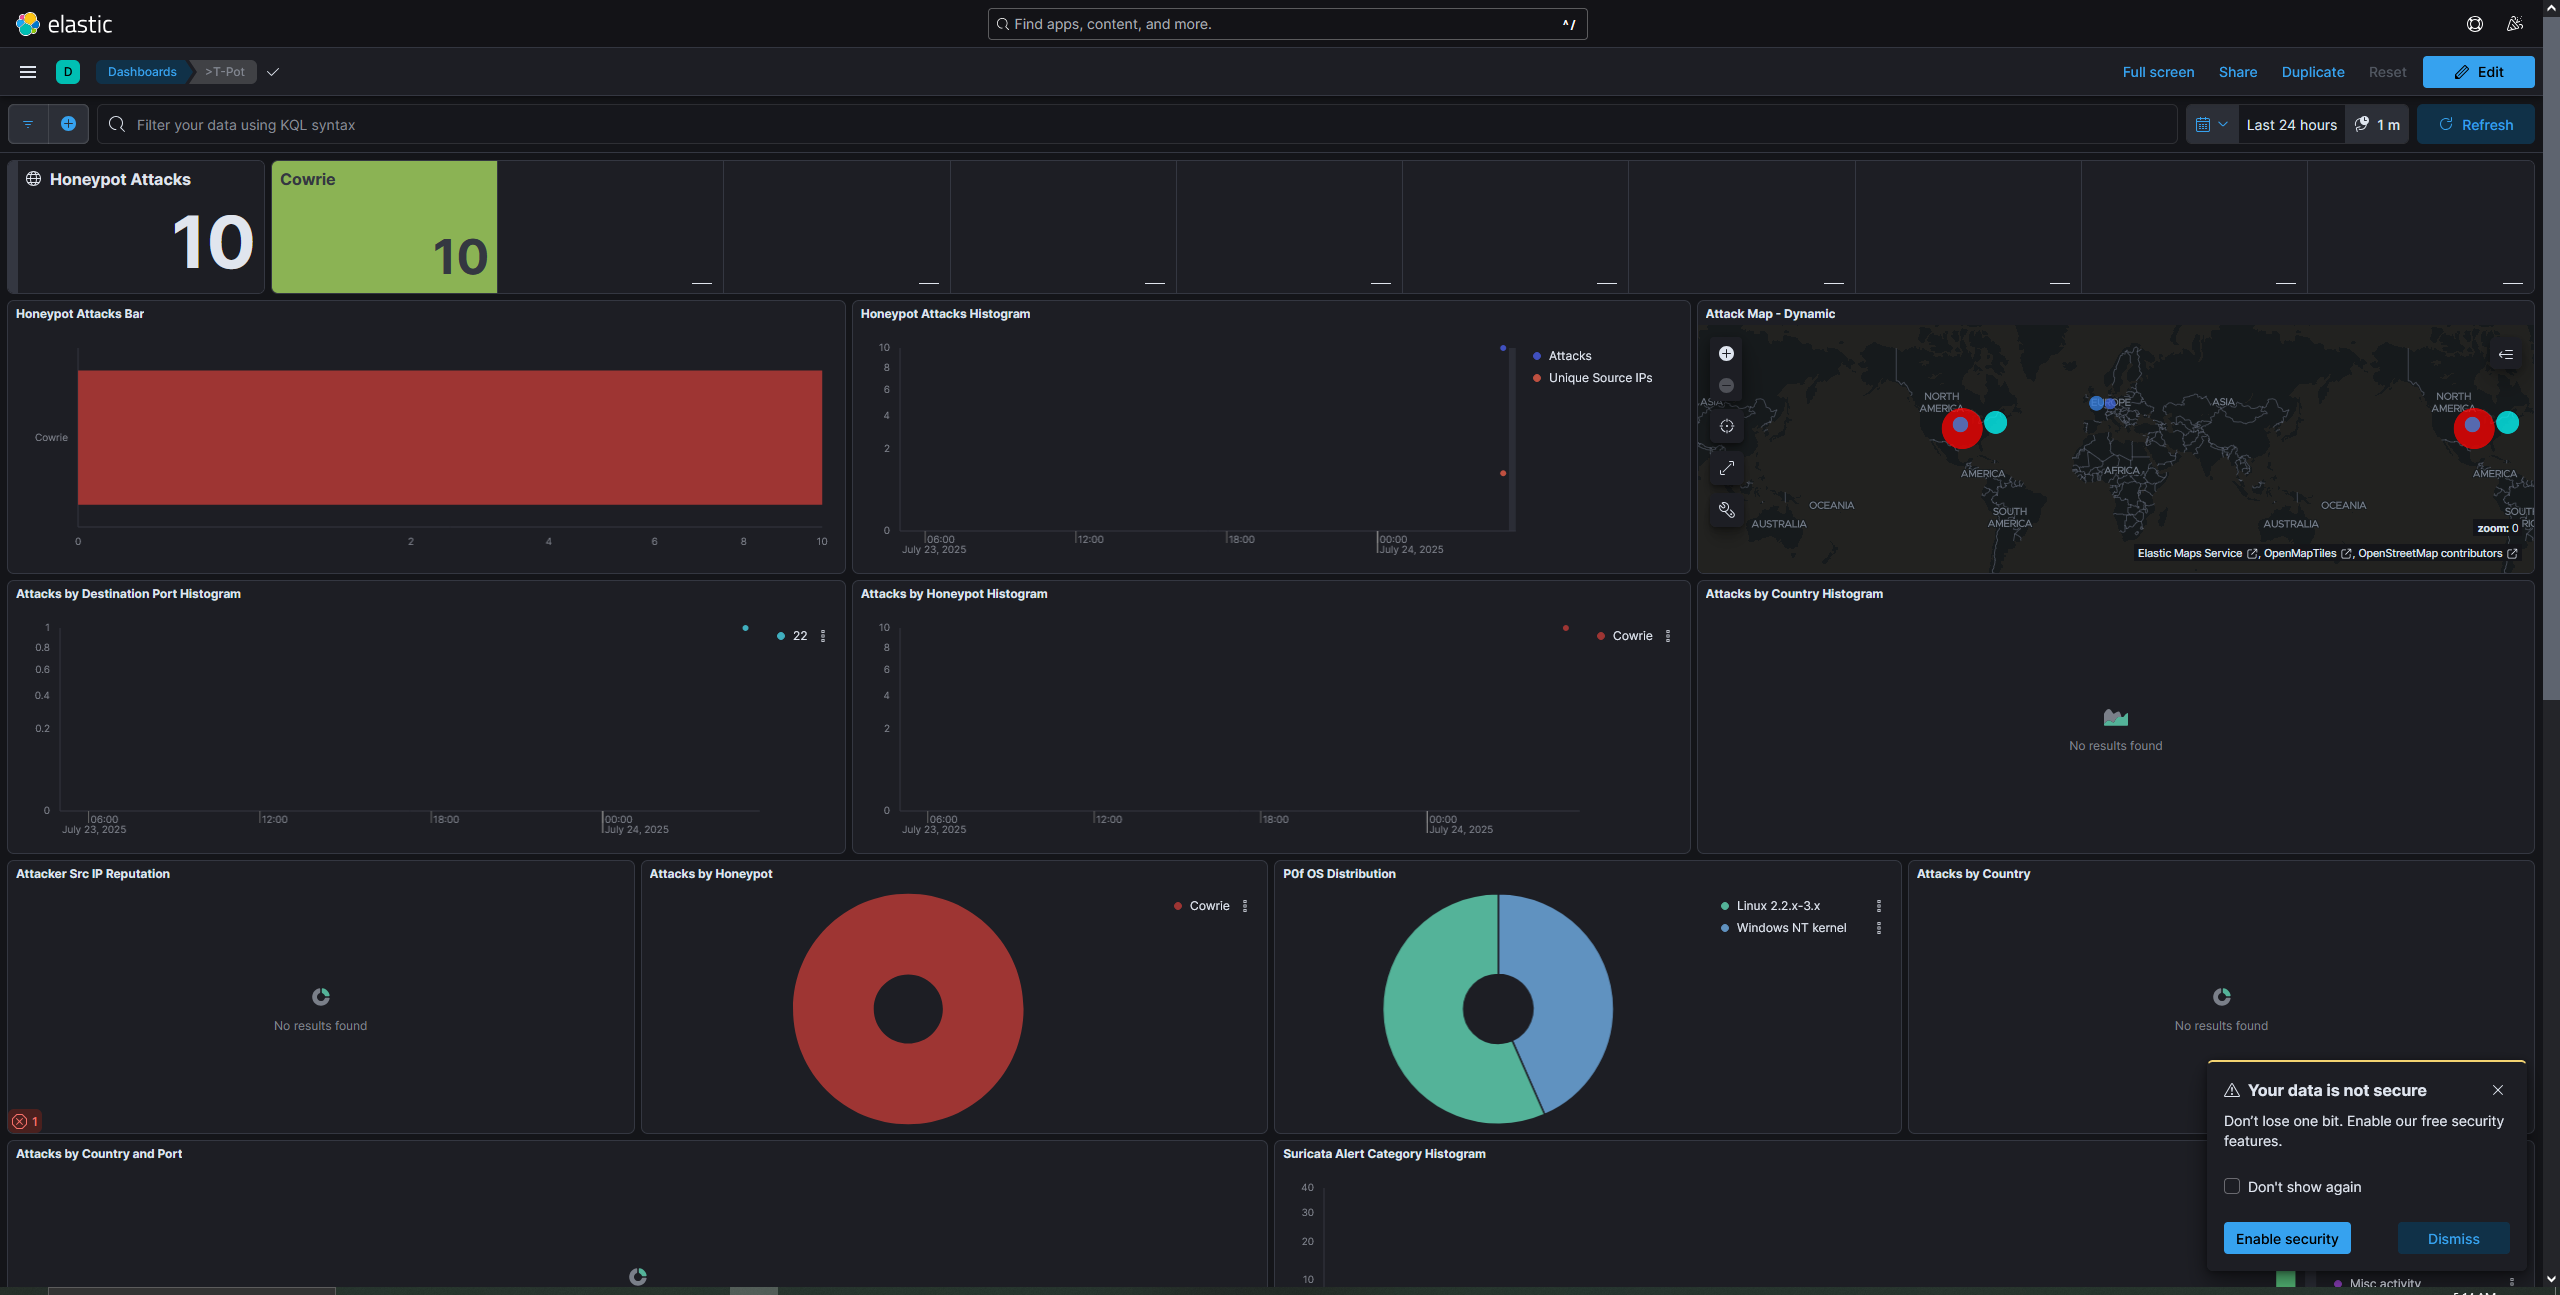 elastic
Find apps, content, and more.
^/
D
Dashboards
>T-Pot
Full screen
Share
Duplicate
Reset
Edit
Filter your data using KQL syntax
Last 24 hours
1 m
Refresh
Honeypot Attacks
10
Cowrie
10
Honeypot Attacks Bar
Cowrie
0 2 4 6 8 10
Honeypot Attacks Histogram
10
8
6
4
2
0
06:00 12:00 18:00 00:00
July 23, 2025 July 24, 2025
Attacks
Unique Source IPs
Attack Map - Dynamic
NORTH
AMERICA
EUROPE
ASIA
NORTH
AMERICA
ASIA
AMERICA
AFRICA
AMERICA
OCEANIA
OCEANIA
SOUTH
AMERICA
AUSTRALIA
AUSTRALIA
zoom: 0
Elastic Maps Service , OpenMapTiles , OpenStreetMap contributors
Attacks by Destination Port Histogram
1
0.8
0.6
0.4
0.2
0
06:00 12:00 18:00 00:00
July 23, 2025 July 24, 2025
22
Attacks by Honeypot Histogram
10
8
6
4
2
0
06:00 12:00 18:00 00:00
July 23, 2025 July 24, 2025
Cowrie
Attacks by Country Histogram
No results found
Attacker Src IP Reputation
No results found
1
Attacks by Honeypot
Cowrie
P0f OS Distribution
Linux 2.2.x-3.x
Windows NT kernel
Attacks by Country
No results found
Attacks by Country and Port
Suricata Alert Category Histogram
40
30
20
10
Misc activity
Your data is not secure
Don’t lose one bit. Enable our free security
features.
Don't show again
Enable security
Dismiss